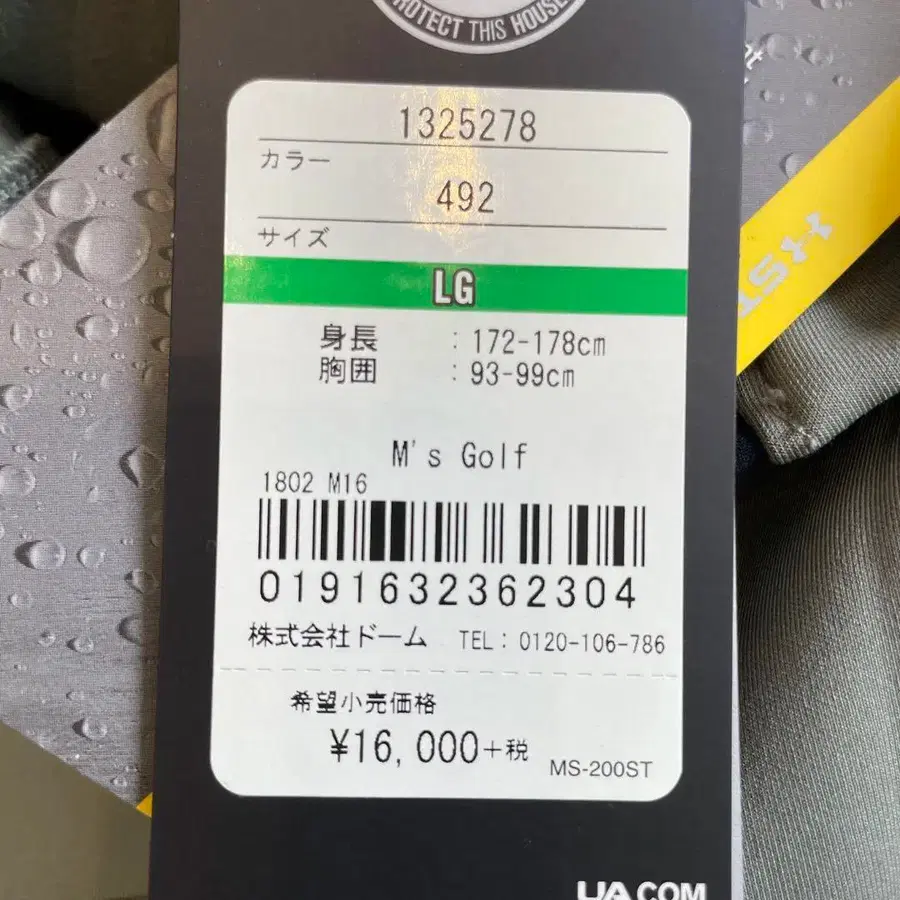 PROTECT THIS HOUSE
1325278
カラー
492
サイズ
LG
身長 : 172-178cm
胸囲 : 93-99cm
M's Golf
1802 M16
0191632362304
株式会社ドーム TEL: 0120-106-786
希望小売価格
¥16,000+税
MS-200ST
UA.COM